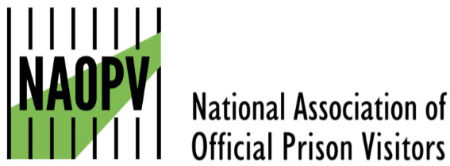 NAOPV
National Association of
Official Prison Visitors